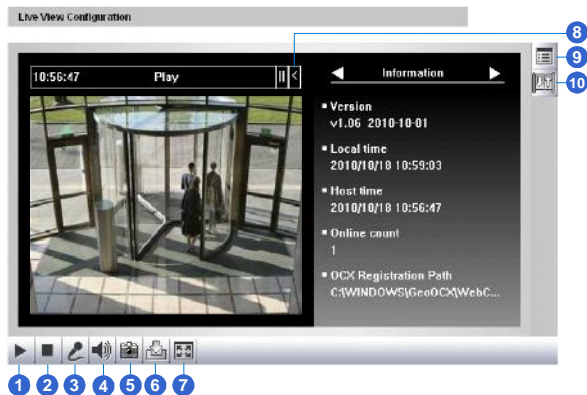 Live View Configuration
8
9
10
10:56:47 Play
Information
Version
v1.06 2010-10-01
Local time
2010/10/18 10:59:03
Host time
2010/10/18 10:56:47
Online count
1
OCX Registration Path
C:\WINDOWS\GeoOCX\WebC...
1
2
3
4
5
6
7